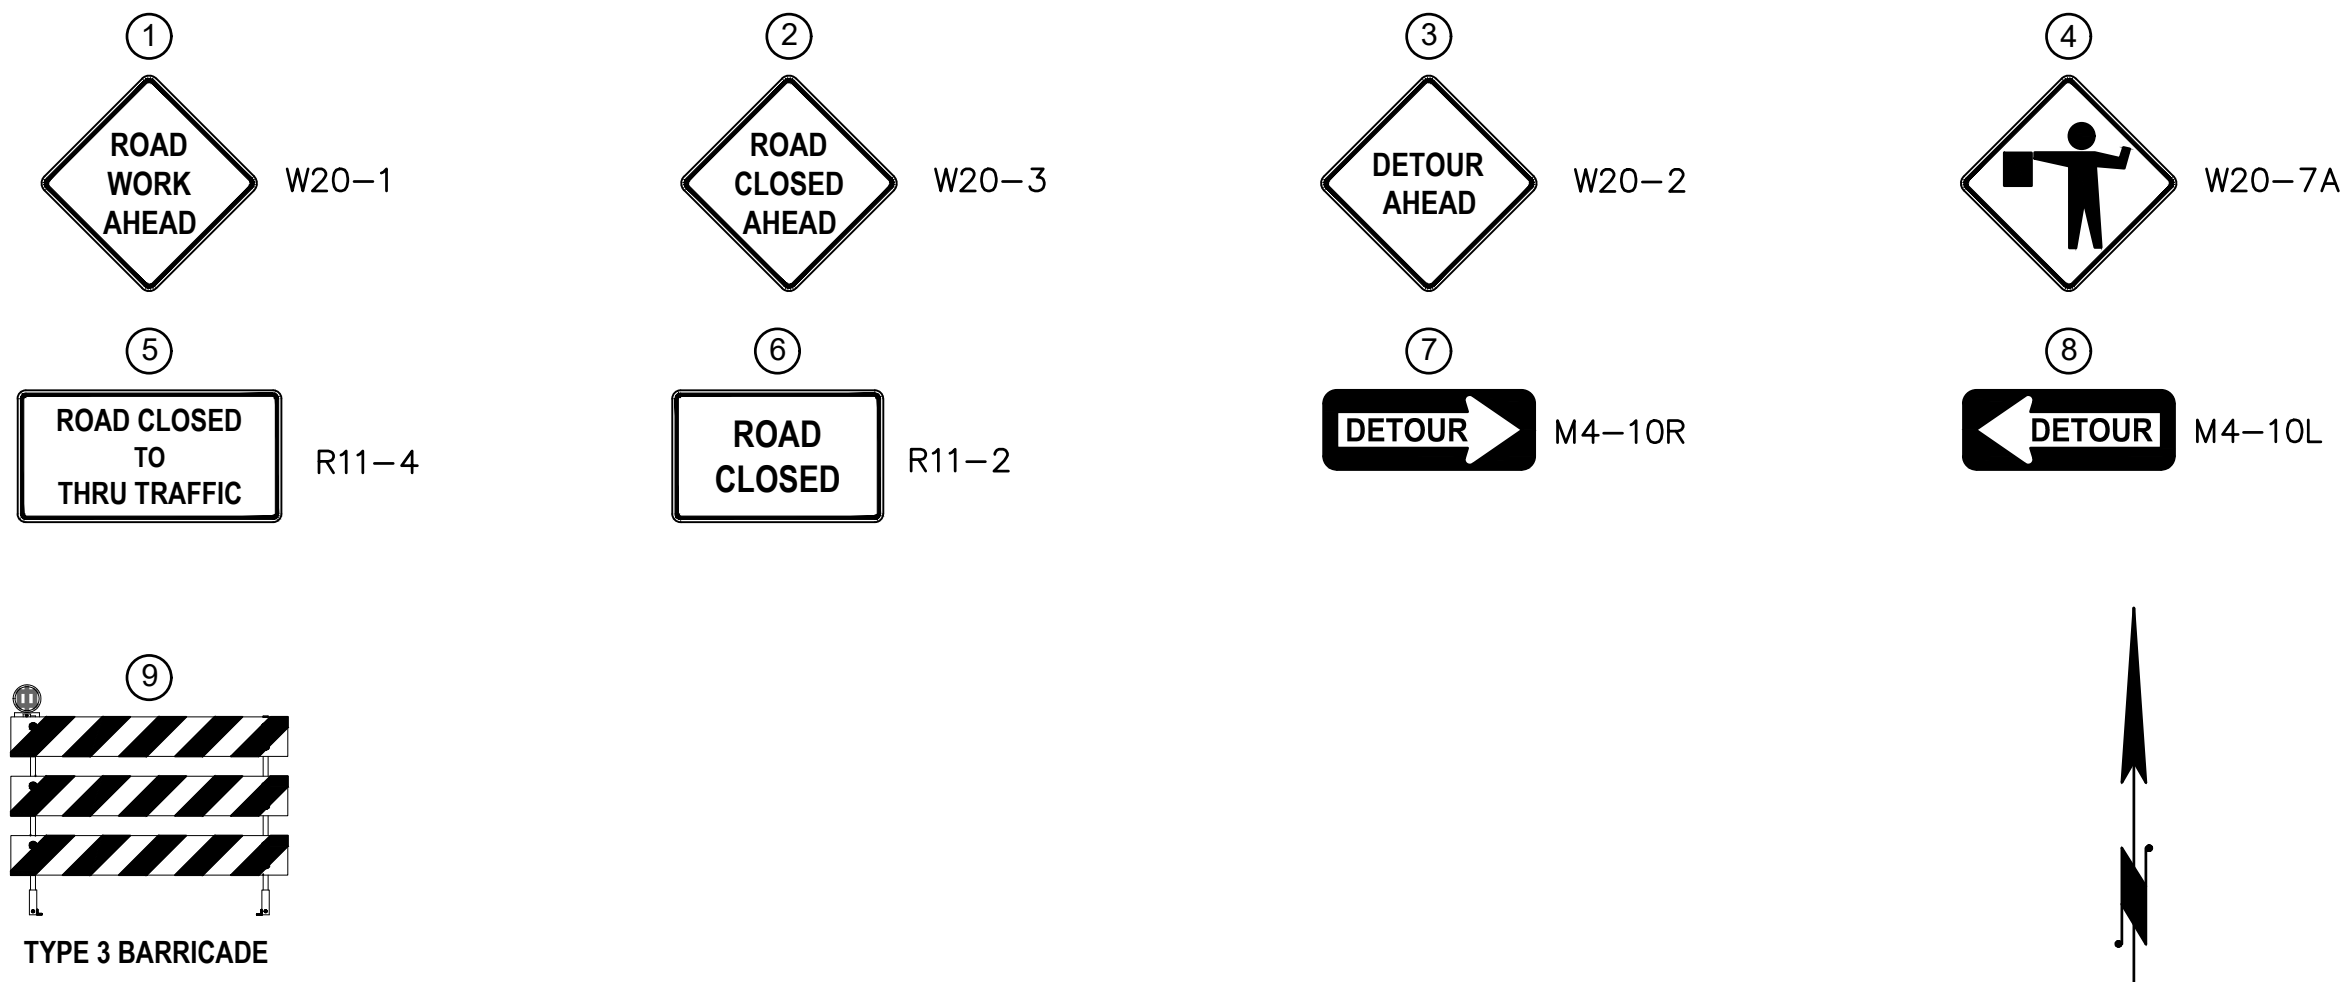 1
2
3
4
ROAD
WORK
AHEAD
W20-1
ROAD
CLOSED
AHEAD
W20-3
DETOUR
AHEAD
W20-2
W20-7A
5
6
7
8
ROAD CLOSED
TO
THRU TRAFFIC
R11-4
ROAD
CLOSED
R11-2
DETOUR
M4-10R
DETOUR
M4-10L
9
TYPE 3 BARRICADE
N